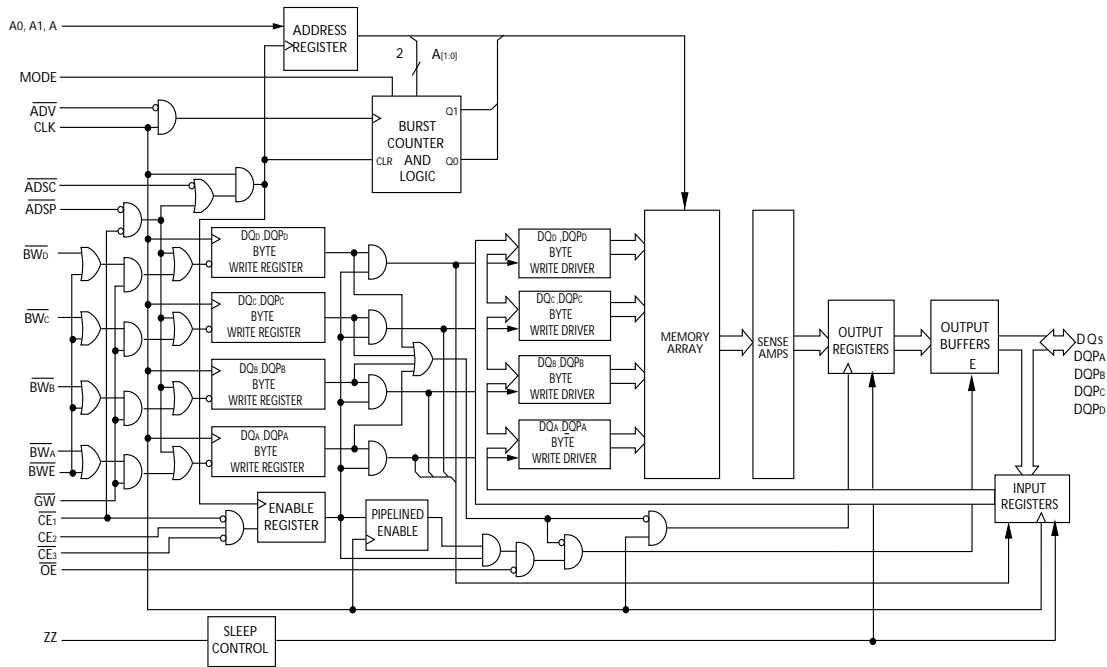 A0, A1, A
ADDRESS
REGISTER
2
A[1:0]
MODE
ADV
CLK
BURST
COUNTER
AND
LOGIC
CLR
Q1
Q0
ADSC
ADSP
BWD
BWC
BWB
BWA
BWE
GW
CE1
CE2
CE3
OE
ZZ
DQD,DQPD
BYTE
WRITE REGISTER
DQC,DQPC
BYTE
WRITE REGISTER
DQB,DQPB
BYTE
WRITE REGISTER
DQA,DQPA
BYTE
WRITE REGISTER
ENABLE
REGISTER
PIPELINED
ENABLE
SLEEP
CONTROL
DQD,DQPD
BYTE
WRITE DRIVER
DQC,DQPC
BYTE
WRITE DRIVER
DQB,DQPB
BYTE
WRITE DRIVER
DQA,DQPA
BYTE
WRITE DRIVER
MEMORY
ARRAY
SENSE
AMPS
OUTPUT
REGISTERS
OUTPUT
BUFFERS
E
DQs
DQPA
DQPB
DQPC
DQPD
INPUT
REGISTERS